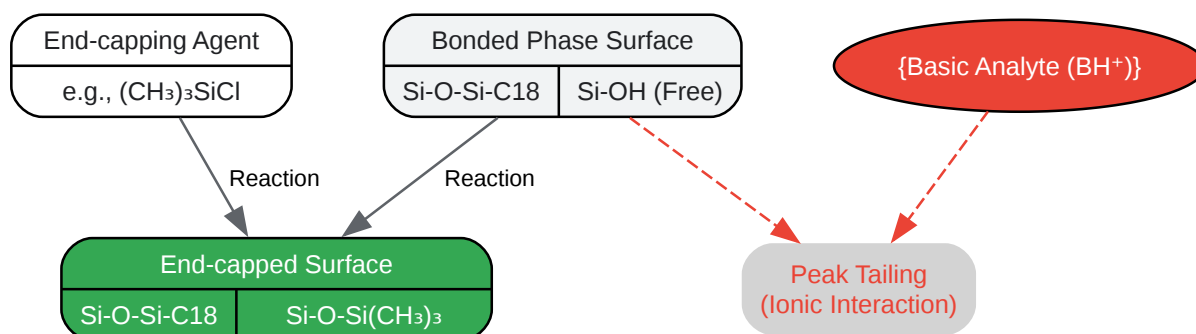 End-capping Agent
e.g., (CH₃)₃SiCl
Bonded Phase Surface
Si-O-Si-C18
Si-OH (Free)
{Basic Analyte (BH⁺)}
Reaction
Reaction
End-capped Surface
Si-O-Si-C18
Si-O-Si(CH₃)₃
Peak Tailing
(Ionic Interaction)